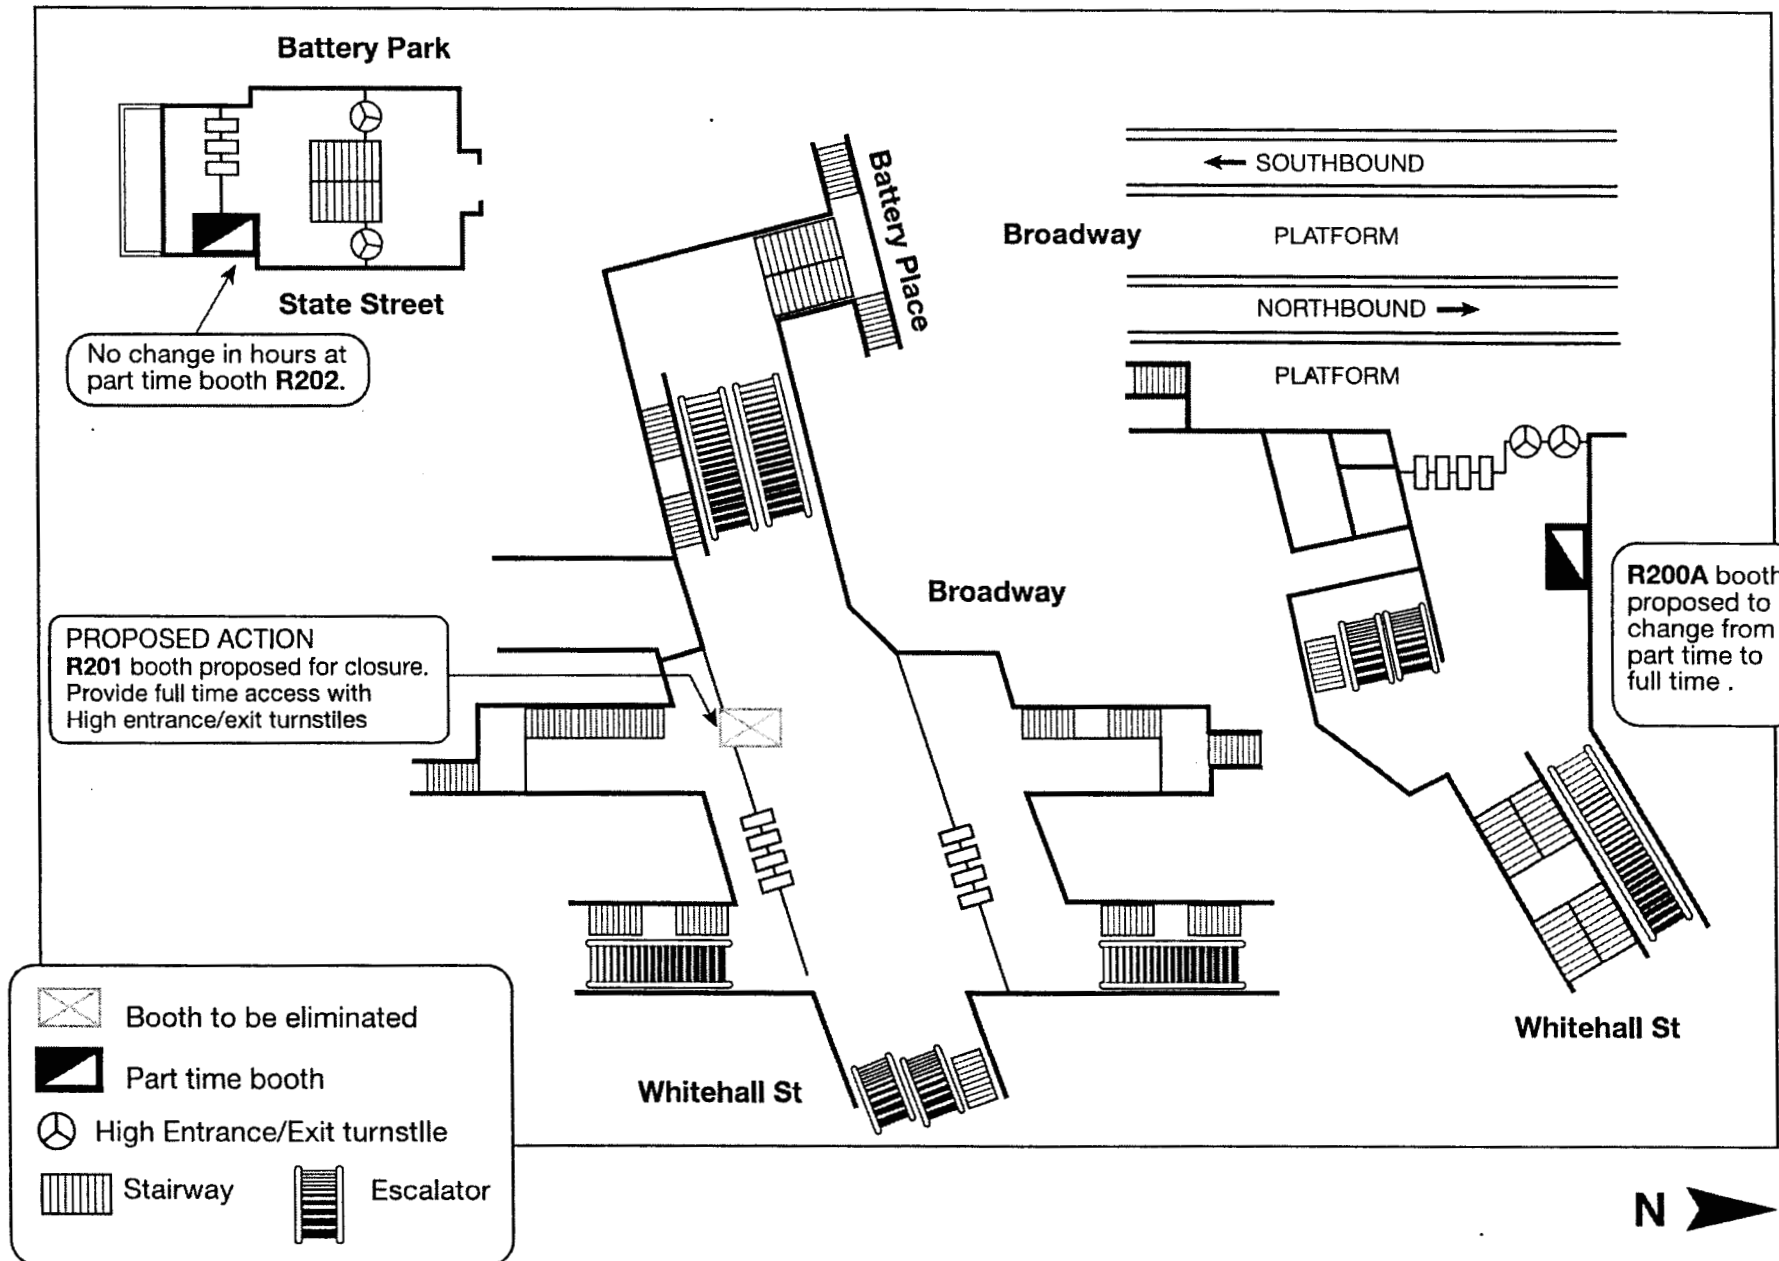 Battery Park
State Street
No change in hours at
part time booth R202.
Battery Place
Broadway
SOUTHBOUND
PLATFORM
NORTHBOUND
PLATFORM
R200A booth
proposed to
change from
part time to
full time .
Broadway
PROPOSED ACTION
R201 booth proposed for closure.
Provide full time access with
High entrance/exit turnstiles
Whitehall St
Whitehall St
Booth to be eliminated
Part time booth
High Entrance/Exit turnstlle
Stairway
Escalator
N